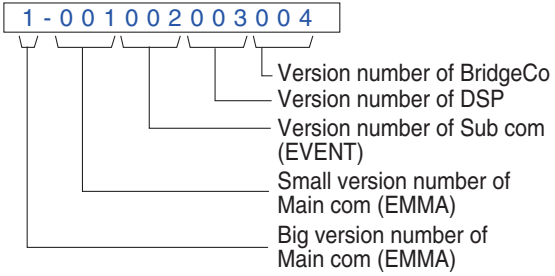 1-001002003004
Version number of BridgeCo
Version number of DSP
Version number of Sub com
(EVENT)
Small version number of
Main com (EMMA)
Big version number of
Main com (EMMA)